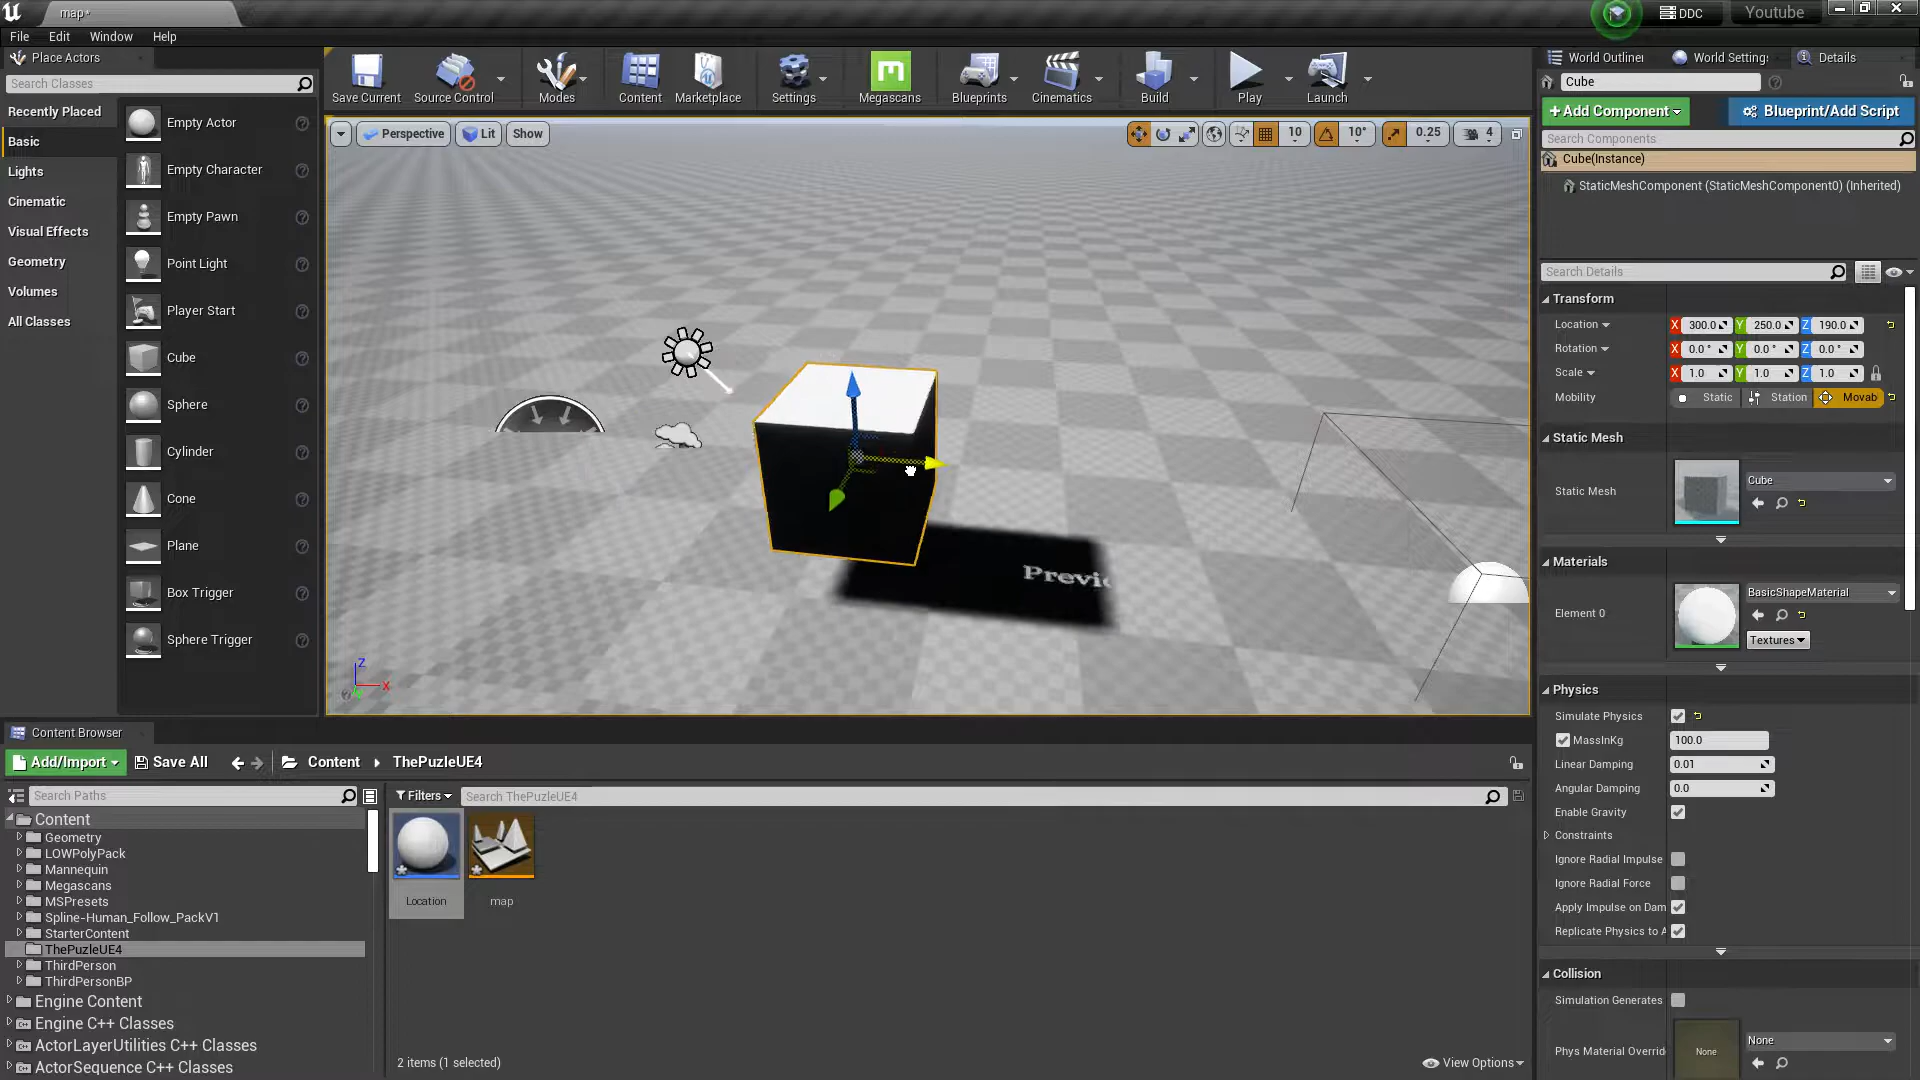 map*
DDC
Youtube
File Edit Window Help
Place Actors
Search Classes
Recently Placed
Basic
Lights
Cinematic
Visual Effects
Geometry
Volumes
All Classes
Empty Actor
Empty Character
Empty Pawn
Point Light
Player Start
Cube
Sphere
Cylinder
Cone
Plane
Box Trigger
Sphere Trigger
Save Current
Source Control
Modes
Content
Marketplace
Settings
Megascans
Blueprints
Cinematics
Build
Play
Launch
Perspective
Lit
Show
10
10°
0.25
4
Previ
Z
X
World Outliner
World Settings
Details
Cube
+Add Component
Blueprint/Add Script
Search Components
Cube(Instance)
StaticMeshComponent (StaticMeshComponent0) (Inherited)
Search Details
Transform
Location X 300.0 Y 250.0 Z 190.0
Rotation X 0.0 ° Y 0.0 ° Z 0.0 °
Scale X 1.0 Y 1.0 Z 1.0
Mobility Static Station Movab
Static Mesh
Static Mesh
Cube
Materials
Element 0
BasicShapeMaterial
Textures
Physics
Simulate Physics
MassInKg 100.0
Linear Damping 0.01
Angular Damping 0.0
Enable Gravity
Constraints
Ignore Radial Impulse
Ignore Radial Force
Apply Impulse on Dam
Replicate Physics to A
Collision
Simulation Generates
Phys Material Overrid
None
None
Content Browser
Add/Import
Save All
Content
ThePuzleUE4
Search Paths
Filters
Search ThePuzleUE4
Content
Geometry
LOWPolyPack
Mannequin
Megascans
MSPresets
Spline-Human_Follow_PackV1
StarterContent
ThePuzleUE4
ThirdPerson
ThirdPersonBP
Engine Content
Engine C++ Classes
ActorLayerUtilities C++ Classes
ActorSequence C++ Classes
Location
map
2 items (1 selected)
View Options